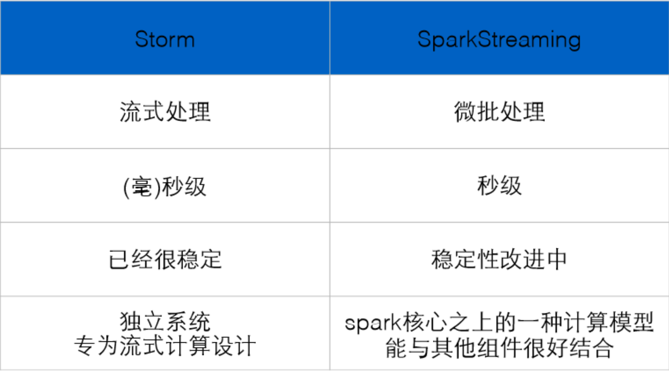 Storm
SparkStreaming
流式处理
微批处理
(毫)秒级
秒级
已经很稳定
稳定性改进中
独立系统
专为流式计算设计
spark核心之上的一种计算模型
能与其他组件很好结合